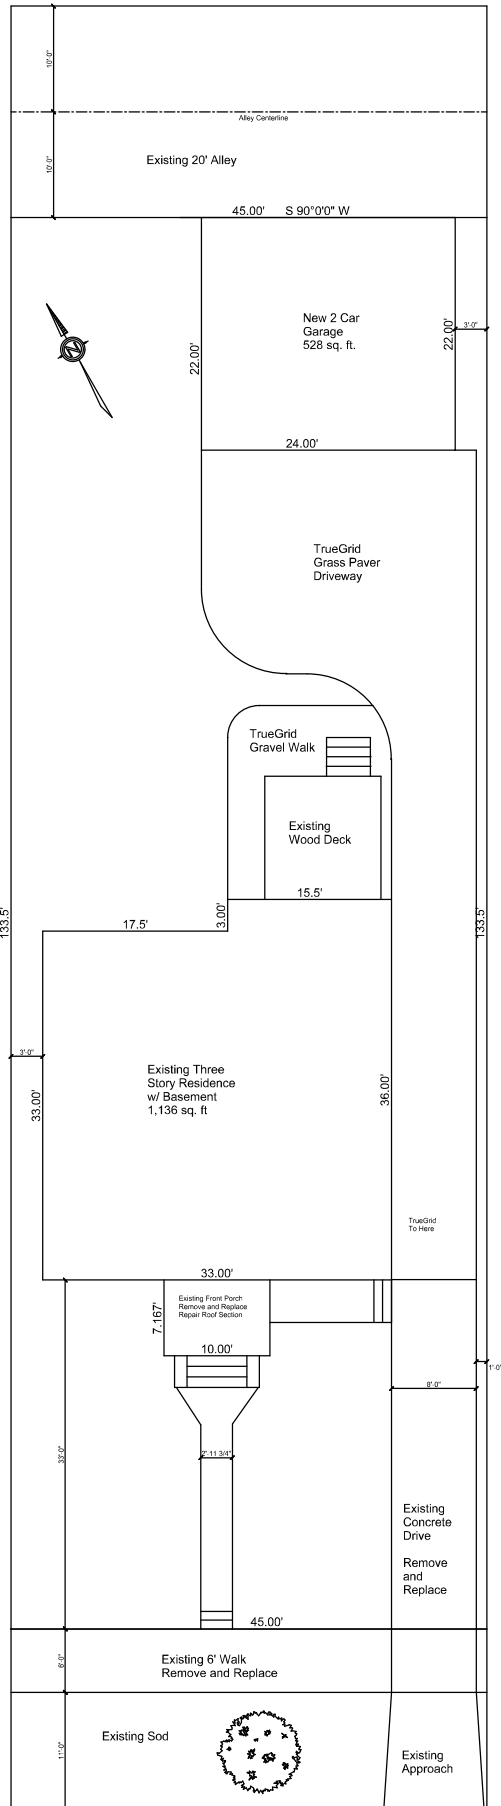 10'-0"
Alley Centerline
10'-0"
Existing 20' Alley
45.00' S 90°0'0" W
New 2 Car
Garage
528 sq. ft.
22.00'
22.00'
3'-0"
N
24.00'
TrueGrid
Grass Paver
Driveway
TrueGrid
Gravel Walk
Existing
Wood Deck
15.5'
3.00'
17.5'
133.5'
133.5'
3'-0"
Existing Three
Story Residence
w/ Basement
1,136 sq. ft
33.00'
36.00'
TrueGrid
To Here
33.00'
Existing Front Porch
Remove and Replace
Repair Roof Section
7.167'
10.00'
1'-0"
8'-0"
33'-0"
2'-11 3/4"
Existing
Concrete
Drive
Remove
and
Replace
45.00'
6'-0"
Existing 6' Walk
Remove and Replace
Existing Sod
11'-0"
Existing
Approach